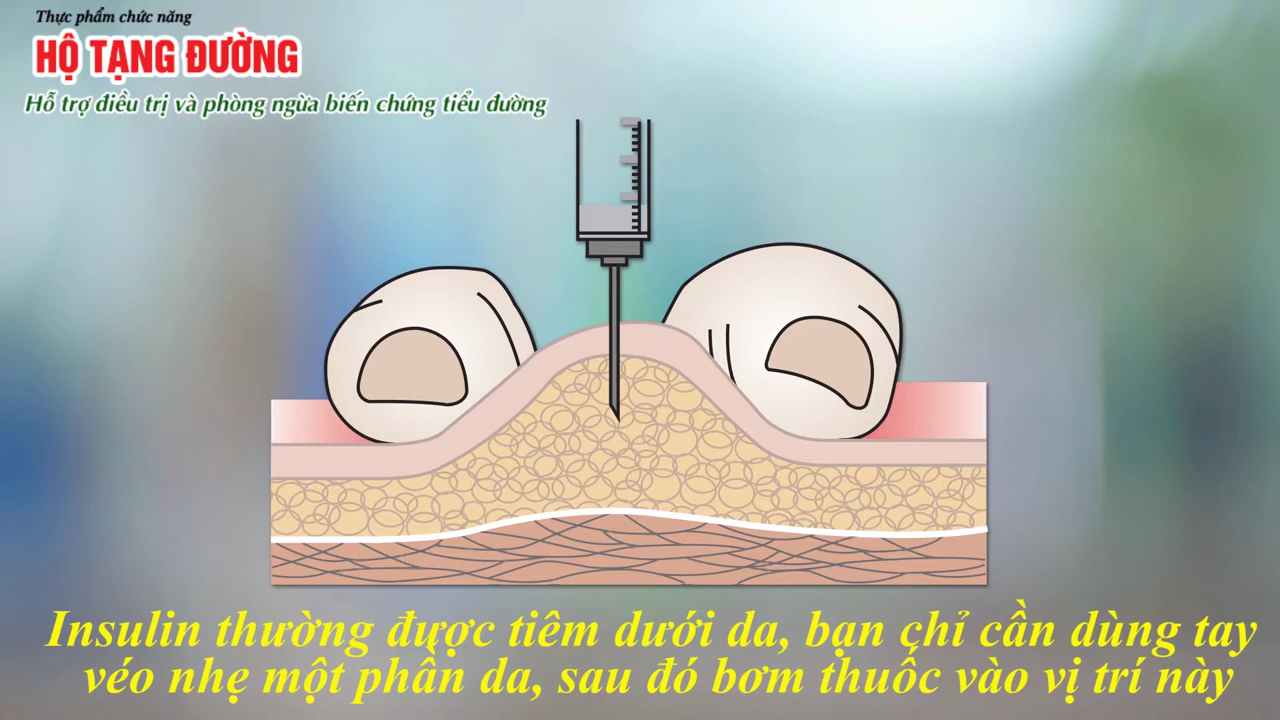 Thực phẩm chức năng
HỘ TẠNG ĐƯỜNG
Hỗ trợ điều trị và phòng ngừa biến chứng tiểu đường
Insulin thường được tiêm dưới da, bạn chỉ cần dùng tay
véo nhẹ một phần da, sau đó bơm thuốc vào vị trí này